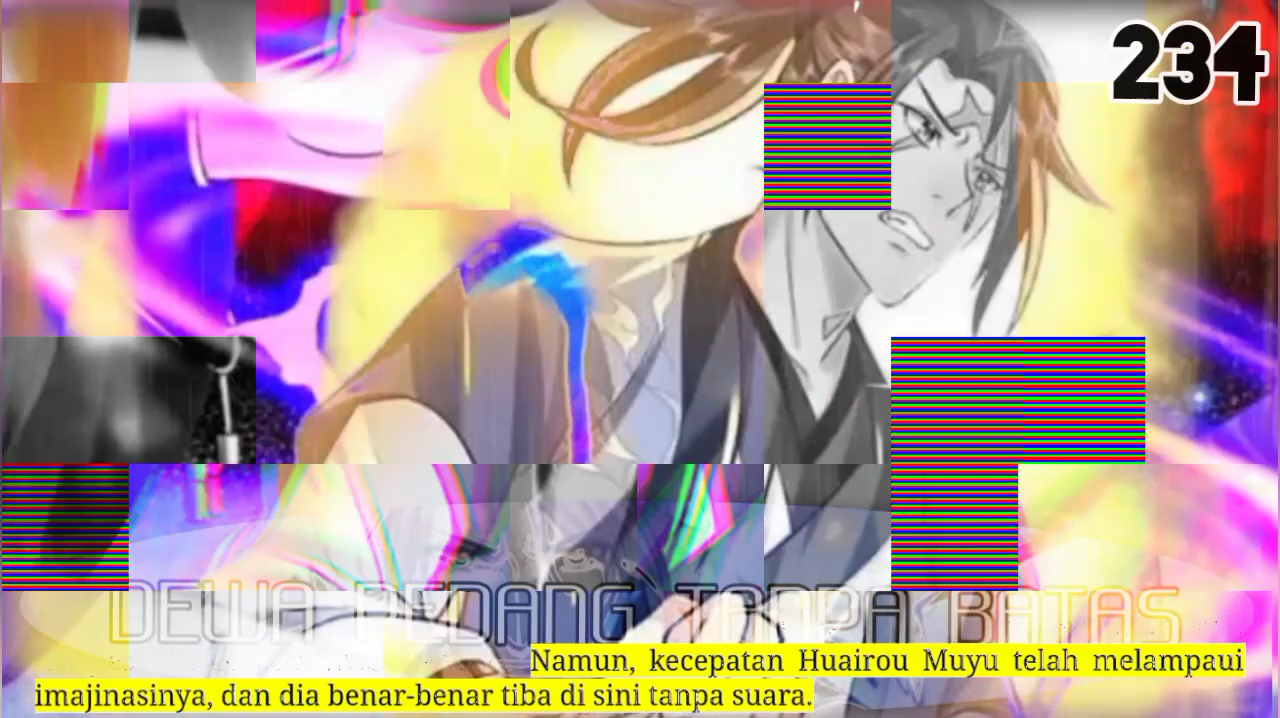 234
DEWA PEDANG TANPA BATAS
Namun, kecepatan Huairou Muyu telah melampaui
imajinasinya, dan dia benar-benar tiba di sini tanpa suara.